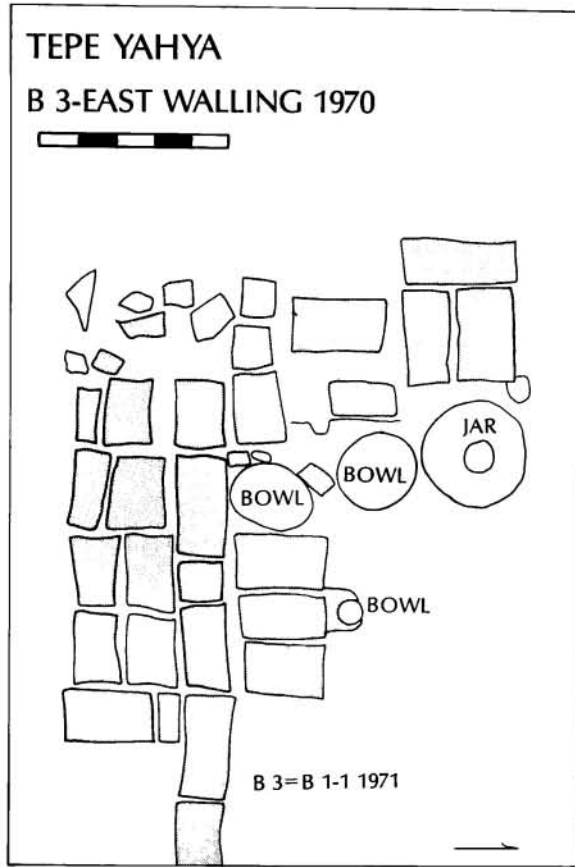 TEPE YAHYA
B 3-EAST WALLING 1970
JAR
BOWL
BOWL
BOWL
B 3=B 1-1 1971